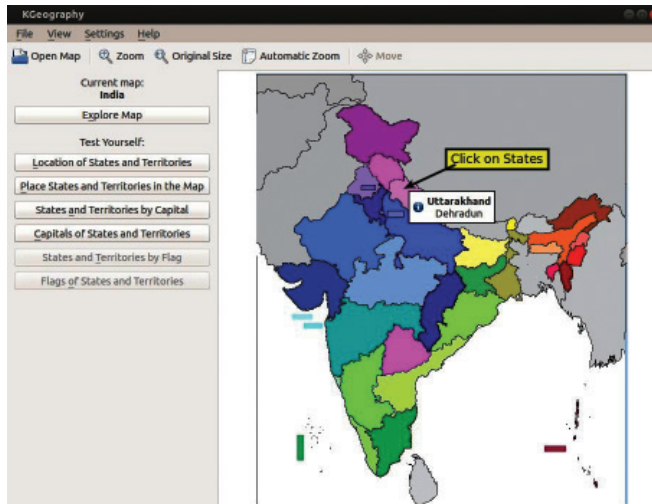 KGeography
File View Settings Help
Open Map Zoom Original Size Automatic Zoom Move
Current map:
India
Explore Map
Test Yourself:
Location of States and Territories
Place States and Territories in the Map
States and Territories by Capital
Capitals of States and Territories
States and Territories by Flag
Flags of States and Territories
Click on States
Uttarakhand
Dehradun